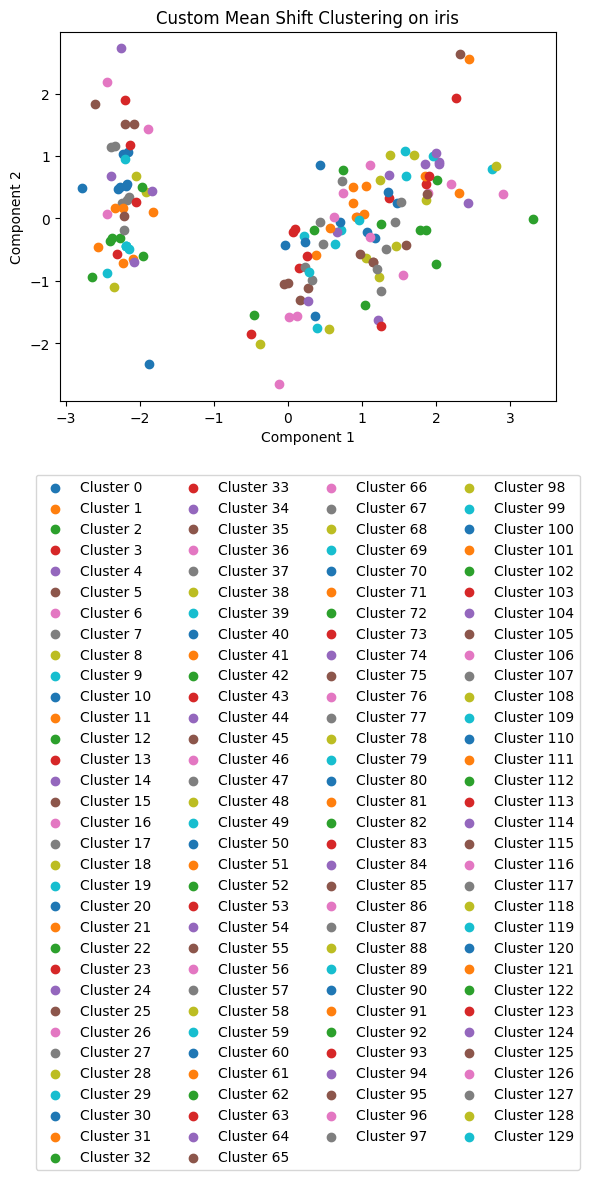 Custom Mean Shift Clustering on iris
Component 2
2
1
0
−1
−2
−3
−2
−1
0
1
2
3
Component 1
Cluster 0
Cluster 1
Cluster 2
Cluster 3
Cluster 4
Cluster 5
Cluster 6
Cluster 7
Cluster 8
Cluster 9
Cluster 10
Cluster 11
Cluster 12
Cluster 13
Cluster 14
Cluster 15
Cluster 16
Cluster 17
Cluster 18
Cluster 19
Cluster 20
Cluster 21
Cluster 22
Cluster 23
Cluster 24
Cluster 25
Cluster 26
Cluster 27
Cluster 28
Cluster 29
Cluster 30
Cluster 31
Cluster 32
Cluster 33
Cluster 34
Cluster 35
Cluster 36
Cluster 37
Cluster 38
Cluster 39
Cluster 40
Cluster 41
Cluster 42
Cluster 43
Cluster 44
Cluster 45
Cluster 46
Cluster 47
Cluster 48
Cluster 49
Cluster 50
Cluster 51
Cluster 52
Cluster 53
Cluster 54
Cluster 55
Cluster 56
Cluster 57
Cluster 58
Cluster 59
Cluster 60
Cluster 61
Cluster 62
Cluster 63
Cluster 64
Cluster 65
Cluster 66
Cluster 67
Cluster 68
Cluster 69
Cluster 70
Cluster 71
Cluster 72
Cluster 73
Cluster 74
Cluster 75
Cluster 76
Cluster 77
Cluster 78
Cluster 79
Cluster 80
Cluster 81
Cluster 82
Cluster 83
Cluster 84
Cluster 85
Cluster 86
Cluster 87
Cluster 88
Cluster 89
Cluster 90
Cluster 91
Cluster 92
Cluster 93
Cluster 94
Cluster 95
Cluster 96
Cluster 97
Cluster 98
Cluster 99
Cluster 100
Cluster 101
Cluster 102
Cluster 103
Cluster 104
Cluster 105
Cluster 106
Cluster 107
Cluster 108
Cluster 109
Cluster 110
Cluster 111
Cluster 112
Cluster 113
Cluster 114
Cluster 115
Cluster 116
Cluster 117
Cluster 118
Cluster 119
Cluster 120
Cluster 121
Cluster 122
Cluster 123
Cluster 124
Cluster 125
Cluster 126
Cluster 127
Cluster 128
Cluster 129